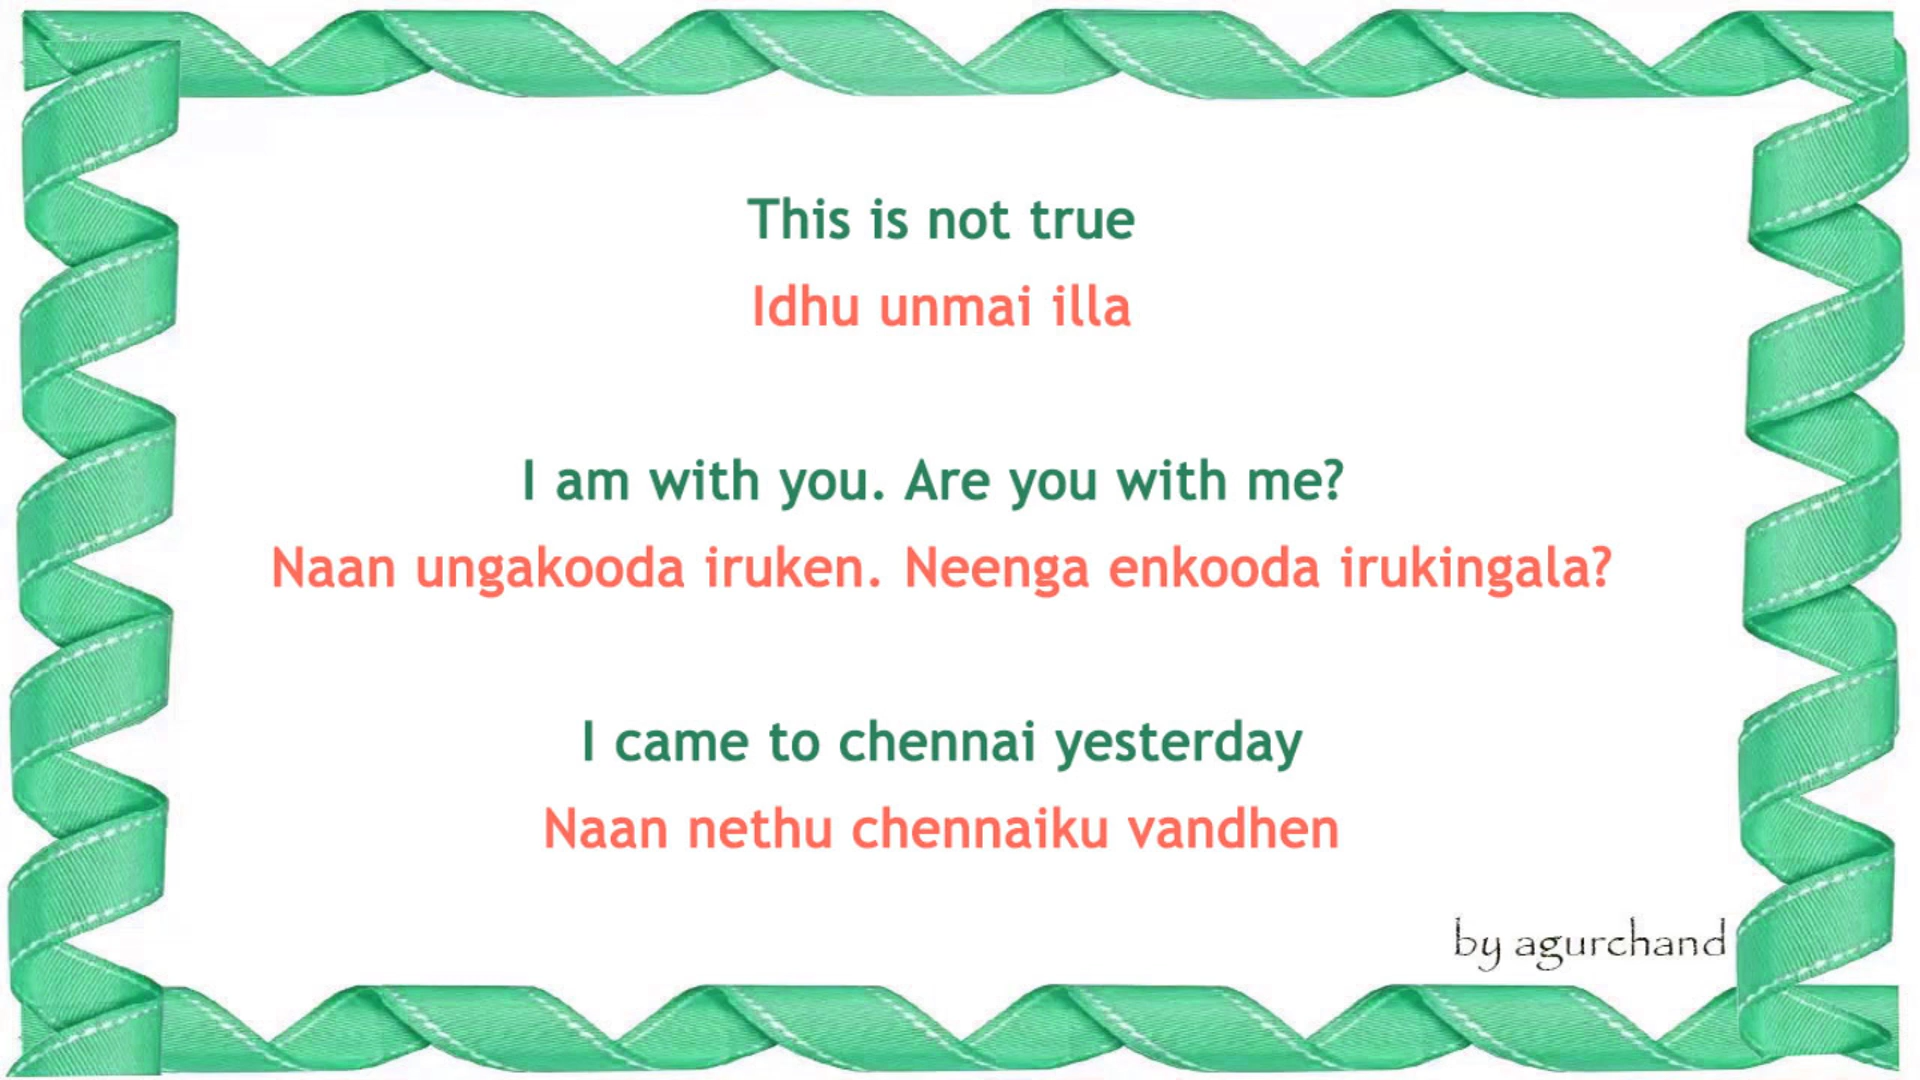 This is not true
Idhu unmai illa
I am with you. Are you with me?
Naan ungakooda iruken. Neenga enkooda irukingala?
I came to chennai yesterday
Naan nethu chennaiku vandhen
by agurchand